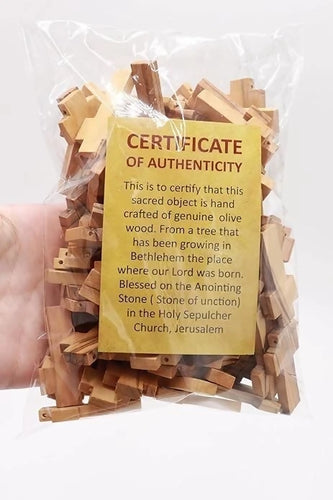 CERTIFICATE
OF AUTHENTICITY
This is to certify that this
sacred object is hand
crafted of genuine olive
wood. From a tree that
has been growing in
Bethlehem the place
where our Lord was born.
Blessed on the Anointing
Stone ( Stone of unction)
in the Holy Sepulcher
Church, Jerusalem